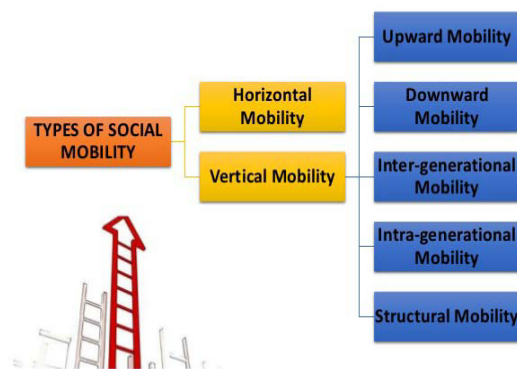 TYPES OF SOCIAL
MOBILITY
Horizontal
Mobility
Vertical Mobility
Upward Mobility
Downward
Mobility
Inter-generational
Mobility
Intra-generational
Mobility
Structural Mobility